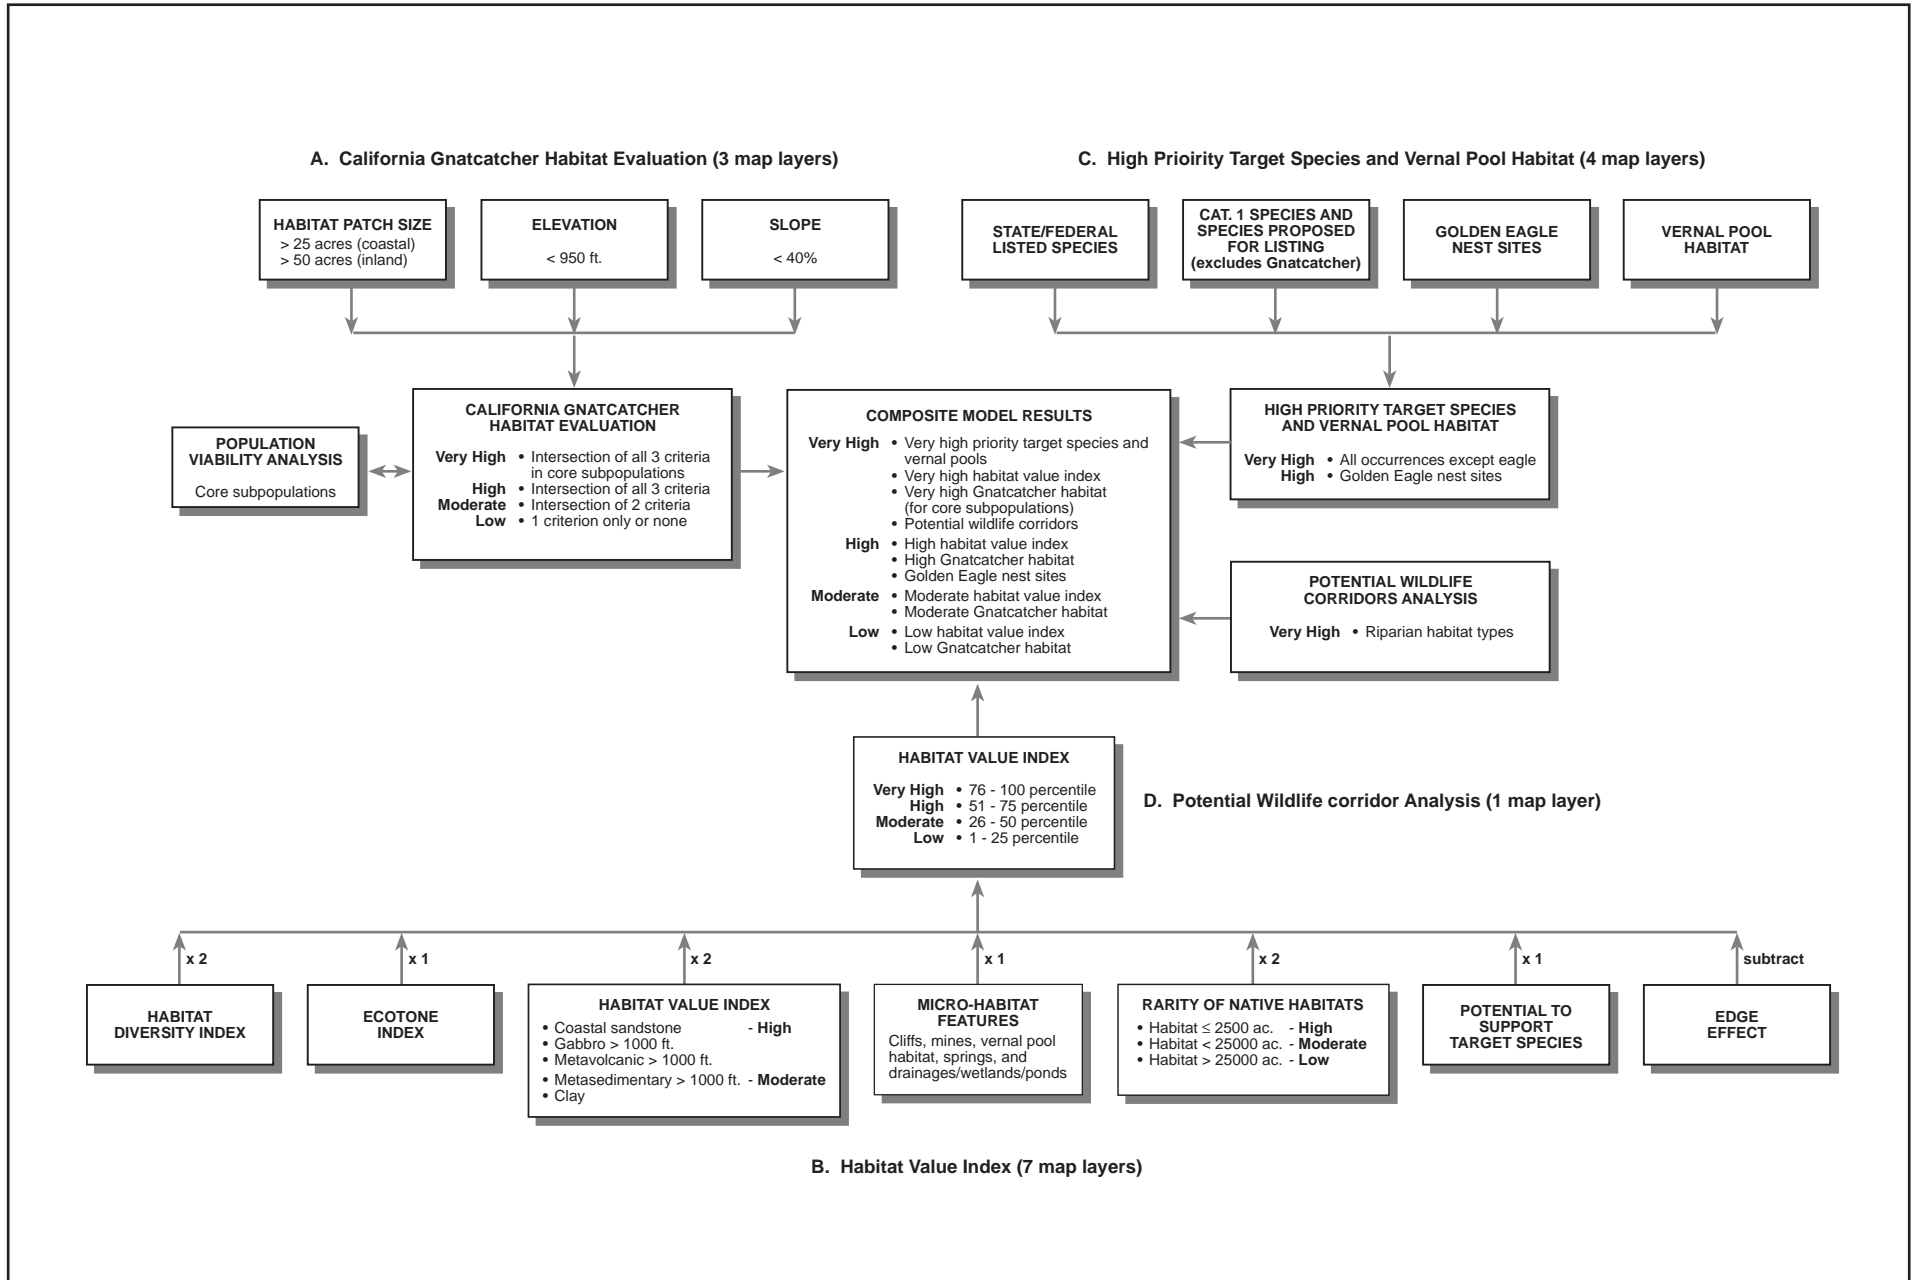 A. California Gnatcatcher Habitat Evaluation (3 map layers)
HABITAT PATCH SIZE
> 25 acres (coastal)
> 50 acres (inland)
ELEVATION
< 950 ft.
SLOPE
< 40%
C. High Prioirity Target Species and Vernal Pool Habitat (4 map layers)
STATE/FEDERAL
LISTED SPECIES
CAT. 1 SPECIES AND
SPECIES PROPOSED
FOR LISTING
(excludes Gnatcatcher)
GOLDEN EAGLE
NEST SITES
VERNAL POOL
HABITAT
POPULATION
VIABILITY ANALYSIS
Core subpopulations
CALIFORNIA GNATCATCHER
HABITAT EVALUATION
Very High • Intersection of all 3 criteria
in core subpopulations
High • Intersection of all 3 criteria
Moderate • Intersection of 2 criteria
Low • 1 criterion only or none
COMPOSITE MODEL RESULTS
Very High • Very high priority target species and
vernal pools
• Very high habitat value index
• Very high Gnatcatcher habitat
(for core subpopulations)
• Potential wildlife corridors
High • High habitat value index
• High Gnatcatcher habitat
• Golden Eagle nest sites
Moderate • Moderate habitat value index
• Moderate Gnatcatcher habitat
Low • Low habitat value index
• Low Gnatcatcher habitat
HIGH PRIORITY TARGET SPECIES
AND VERNAL POOL HABITAT
Very High • All occurrences except eagle
High • Golden Eagle nest sites
POTENTIAL WILDLIFE
CORRIDORS ANALYSIS
Very High • Riparian habitat types
HABITAT VALUE INDEX
Very High • 76 - 100 percentile
High • 51 - 75 percentile
Moderate • 26 - 50 percentile
Low • 1 - 25 percentile
D. Potential Wildlife corridor Analysis (1 map layer)
x 2
x 1
x 2
x 1
x 2
x 1
subtract
HABITAT
DIVERSITY INDEX
ECOTONE
INDEX
HABITAT VALUE INDEX
• Coastal sandstone - High
• Gabbro > 1000 ft.
• Metavolcanic > 1000 ft.
• Metasedimentary > 1000 ft. - Moderate
• Clay
MICRO-HABITAT
FEATURES
Cliffs, mines, vernal pool
habitat, springs, and
drainages/wetlands/ponds
RARITY OF NATIVE HABITATS
• Habitat ≤ 2500 ac. - High
• Habitat < 25000 ac. - Moderate
• Habitat > 25000 ac. - Low
POTENTIAL TO
SUPPORT
TARGET SPECIES
EDGE
EFFECT
B. Habitat Value Index (7 map layers)